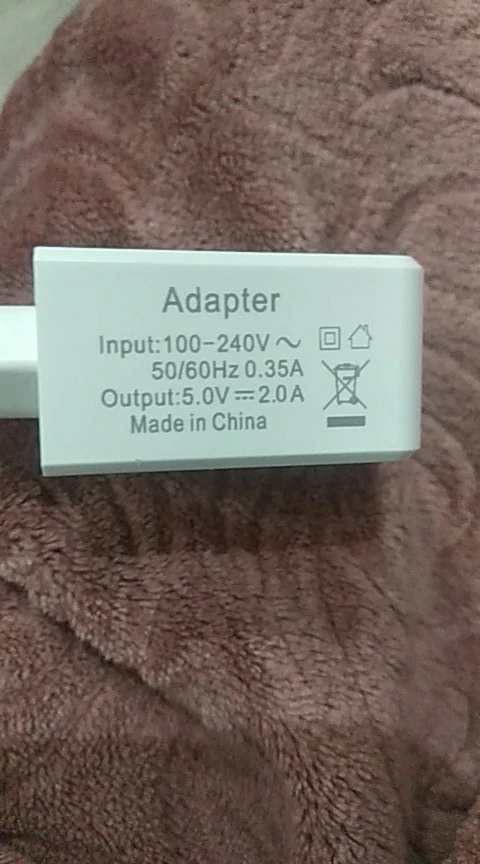 Adapter
Input:100-240V~
50/60Hz 0.35A
Output:5.0V⎓2.0A
Made in China